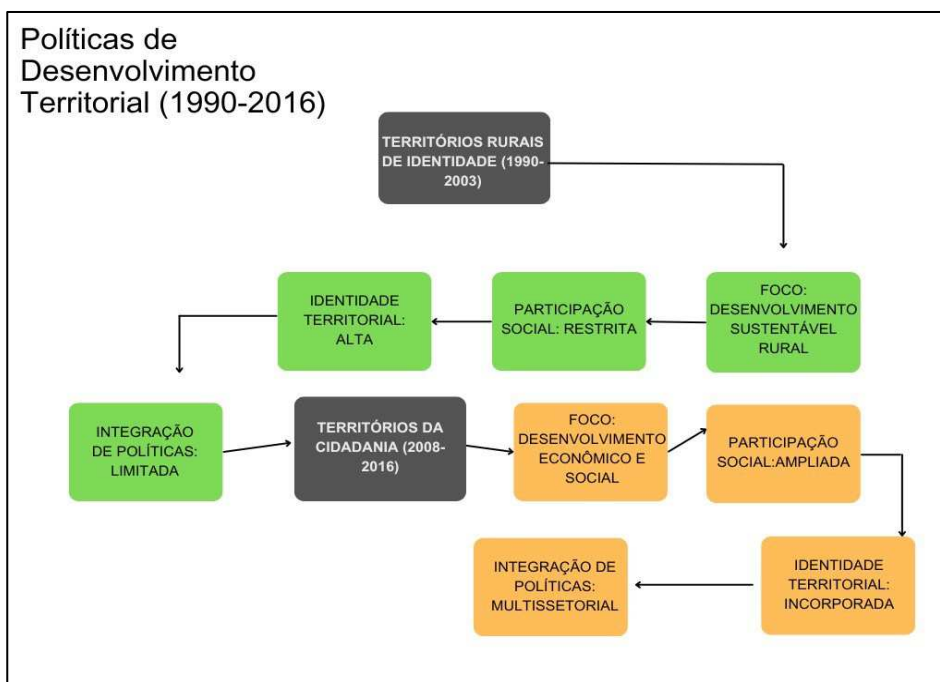 Políticas de
Desenvolvimento
Territorial (1990-2016)
TERRITÓRIOS RURAIS
DE IDENTIDADE (1990-
2003)
FOCO:
DESENVOLVIMENTO
SUSTENTÁVEL
RURAL
PARTICIPAÇÃO
SOCIAL: RESTRITA
IDENTIDADE
TERRITORIAL:
ALTA
INTEGRAÇÃO
DE POLÍTICAS:
LIMITADA
TERRITÓRIOS DA
CIDADANIA (2008-
2016)
FOCO:
DESENVOLVIMENTO
ECONÔMICO E
SOCIAL
PARTICIPAÇÃO
SOCIAL:AMPLIADA
IDENTIDADE
TERRITORIAL:
INCORPORADA
INTEGRAÇÃO DE
POLÍTICAS:
MULTISSETORIAL